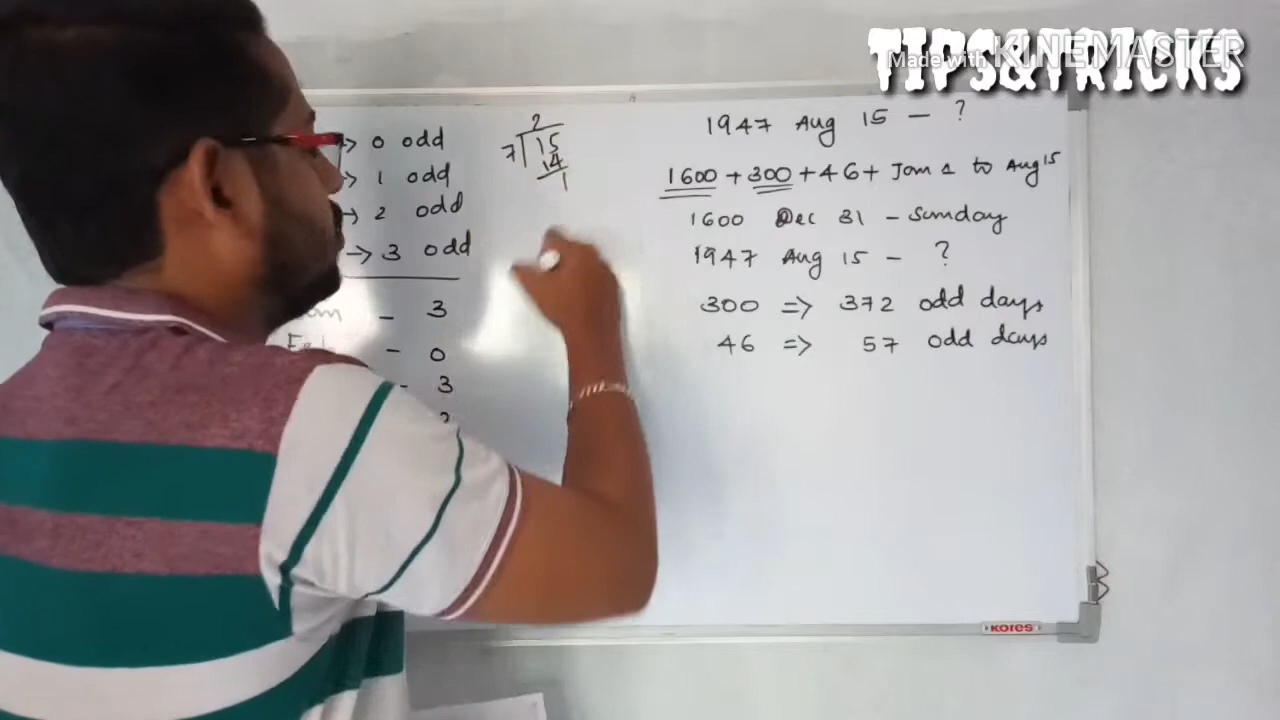 TIPS&TRICKS
Made with KINEMASTER
-> 0 odd
-> 1 odd
-> 2 odd
-> 3 odd
- 3
- 0
- 3
2
7 15
14
1
1947 Aug 15 - ?
1600 + 300 + 46 + Jan 1 to Aug 15
1600 Dec 31 - Sunday
1947 Aug 15 - ?
300 => 372 odd days
46 => 57 odd days
KORES